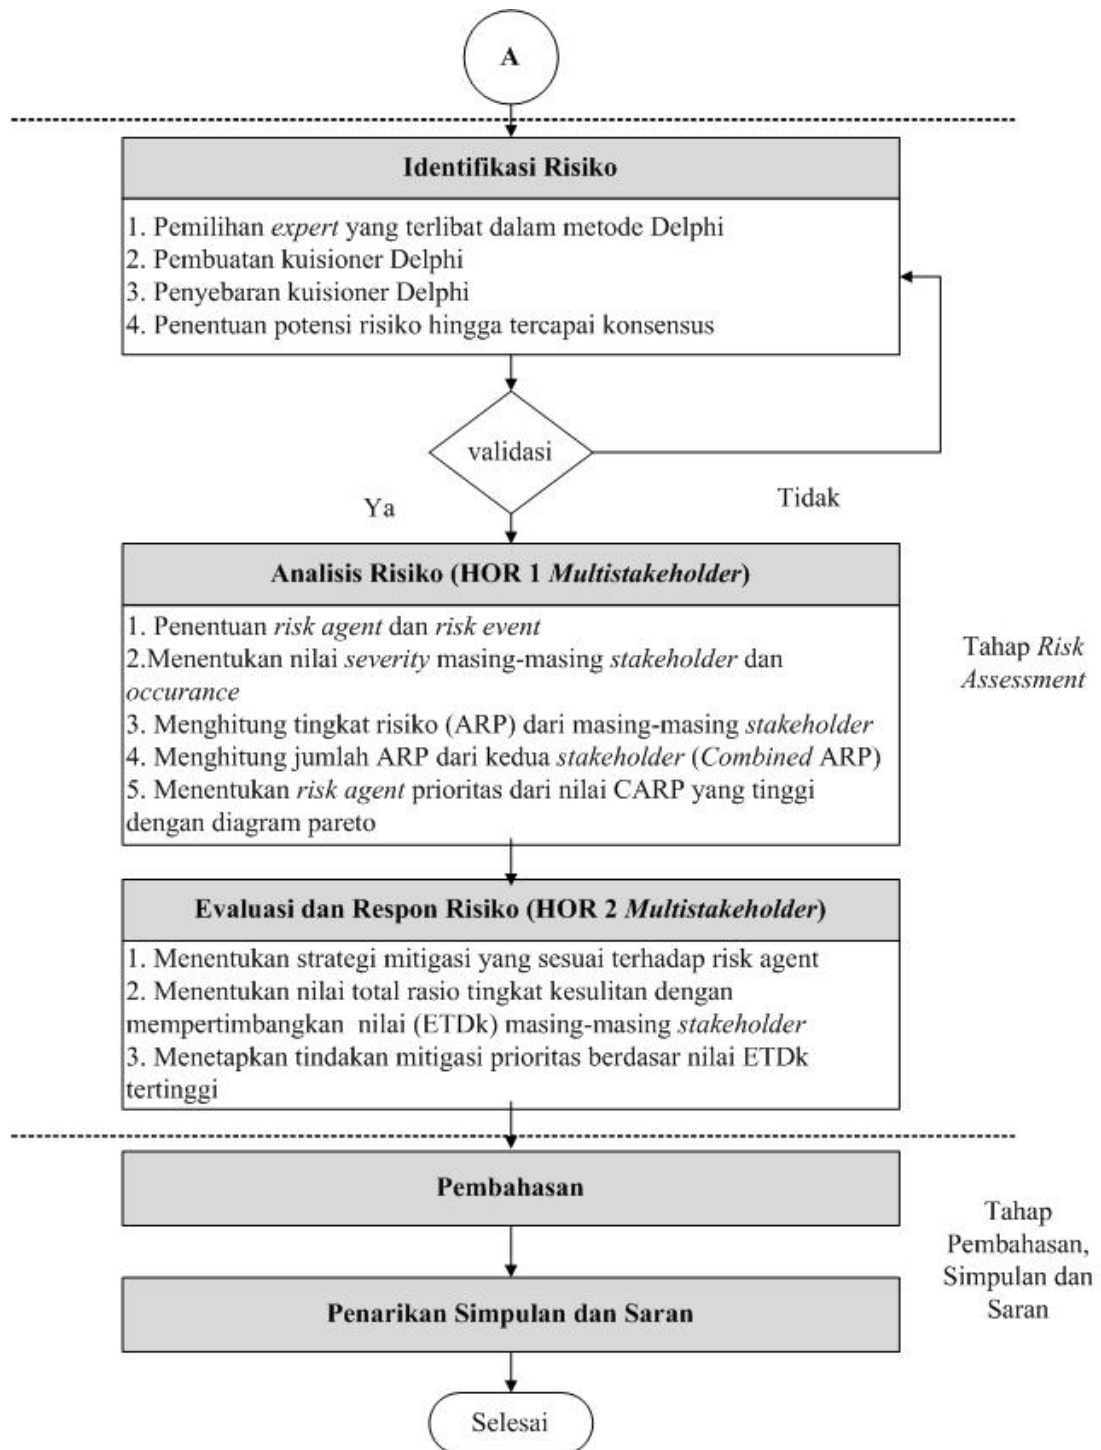 A
Identifikasi Risiko
1. Pemilihan expert yang terlibat dalam metode Delphi
2. Pembuatan kuisioner Delphi
3. Penyebaran kuisioner Delphi
4. Penentuan potensi risiko hingga tercapai konsensus
validasi
Ya
Tidak
Analisis Risiko (HOR 1 Multistakeholder)
1. Penentuan risk agent dan risk event
2.Menentukan nilai severity masing-masing stakeholder dan
occurance
3. Menghitung tingkat risiko (ARP) dari masing-masing stakeholder
4. Menghitung jumlah ARP dari kedua stakeholder (Combined ARP)
5. Menentukan risk agent prioritas dari nilai CARP yang tinggi
dengan diagram pareto
Tahap Risk
Assessment
Evaluasi dan Respon Risiko (HOR 2 Multistakeholder)
1. Menentukan strategi mitigasi yang sesuai terhadap risk agent
2. Menentukan nilai total rasio tingkat kesulitan dengan
mempertimbangkan nilai (ETDk) masing-masing stakeholder
3. Menetapkan tindakan mitigasi prioritas berdasar nilai ETDk
tertinggi
Pembahasan
Penarikan Simpulan dan Saran
Tahap
Pembahasan,
Simpulan dan
Saran
Selesai